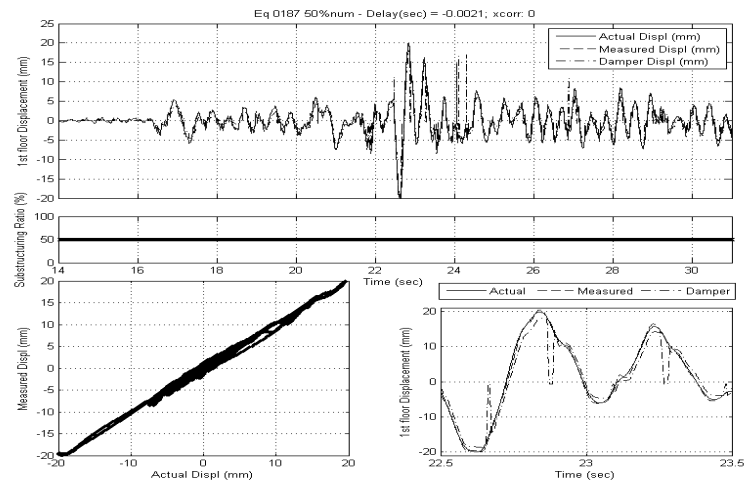 Eq 0187 50%num - Delay(sec) = -0.0021; xcorr: 0
1st floor Displacement (mm)
25
20
15
10
5
0
-5
-10
-15
-20
Actual Displ (mm)
Measured Displ (mm)
Damper Displ (mm)
Substructuring Ratio (%)
100
50
0
14 16 18 20 22 24 26 28 30
Time (sec)
Measured Displ (mm)
20
15
10
5
0
-5
-10
-15
-20
-20 -10 0 10 20
Actual Displ (mm)
Actual Measured Damper
1st floor Displacement (mm)
20
10
0
-10
-20
22.5 23 23.5
Time (sec)